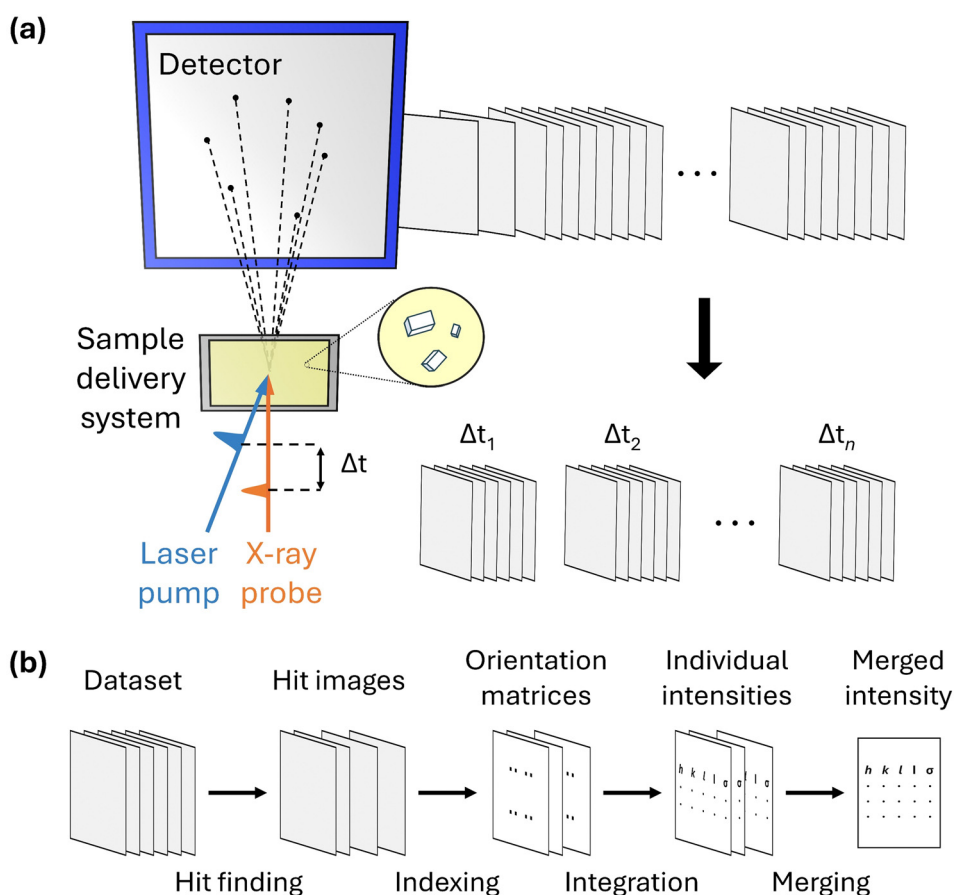 (a)
Detector
. . .
Sample
delivery
system
Δt
Laser
pump
X-ray
probe
Δt₁
Δt₂
Δtₙ
. . .
(b)
Dataset
Hit images
Orientation
matrices
Individual
intensities
Merged
intensity
h k l I σ
σ
l I σ
h k l I σ
Hit finding
Indexing
Integration
Merging